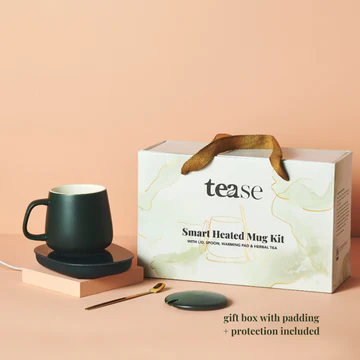 tease
Smart Heated Mug Kit
WITH LID, SPOON, WARMING PAD & HERBAL TEA
gift box with padding
+ protection included